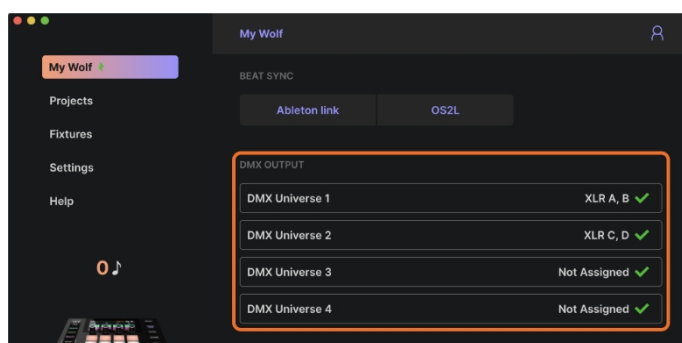 My Wolf
My Wolf
Projects
Fixtures
Settings
Help
0
BEAT SYNC
Ableton link OS2L
DMX OUTPUT
DMX Universe 1 XLR A, B
DMX Universe 2 XLR C, D
DMX Universe 3 Not Assigned
DMX Universe 4 Not Assigned